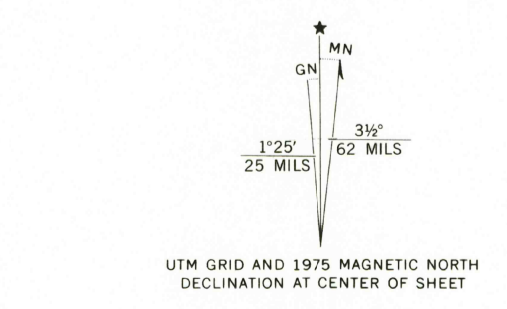 ★
MN
GN
1°25′
25 MILS
3½°
62 MILS
UTM GRID AND 1975 MAGNETIC NORTH
DECLINATION AT CENTER OF SHEET